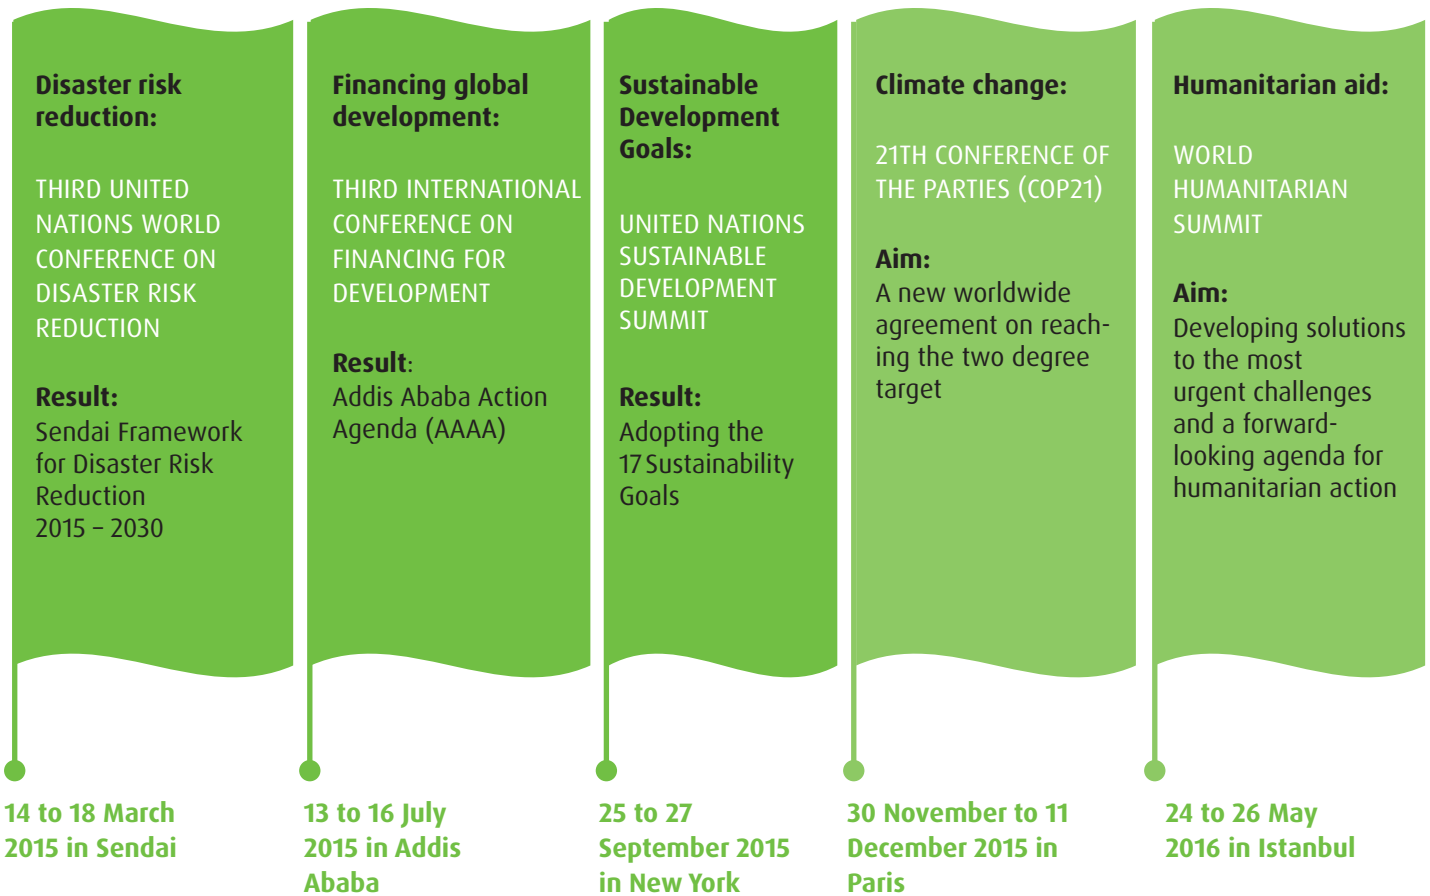 Disaster risk
reduction:
THIRD UNITED
NATIONS WORLD
CONFERENCE ON
DISASTER RISK
REDUCTION
Result:
Sendai Framework
for Disaster Risk
Reduction
2015 – 2030
14 to 18 March
2015 in Sendai
Financing global
development:
THIRD INTERNATIONAL
CONFERENCE ON
FINANCING FOR
DEVELOPMENT
Result:
Addis Ababa Action
Agenda (AAAA)
13 to 16 July
2015 in Addis
Ababa
Sustainable
Development
Goals:
UNITED NATIONS
SUSTAINABLE
DEVELOPMENT
SUMMIT
Result:
Adopting the
17 Sustainability
Goals
25 to 27
September 2015
in New York
Climate change:
21TH CONFERENCE OF
THE PARTIES (COP21)
Aim:
A new worldwide
agreement on reach-
ing the two degree
target
30 November to 11
December 2015 in
Paris
Humanitarian aid:
WORLD
HUMANITARIAN
SUMMIT
Aim:
Developing solutions
to the most
urgent challenges
and a forward-
looking agenda for
humanitarian action
24 to 26 May
2016 in Istanbul